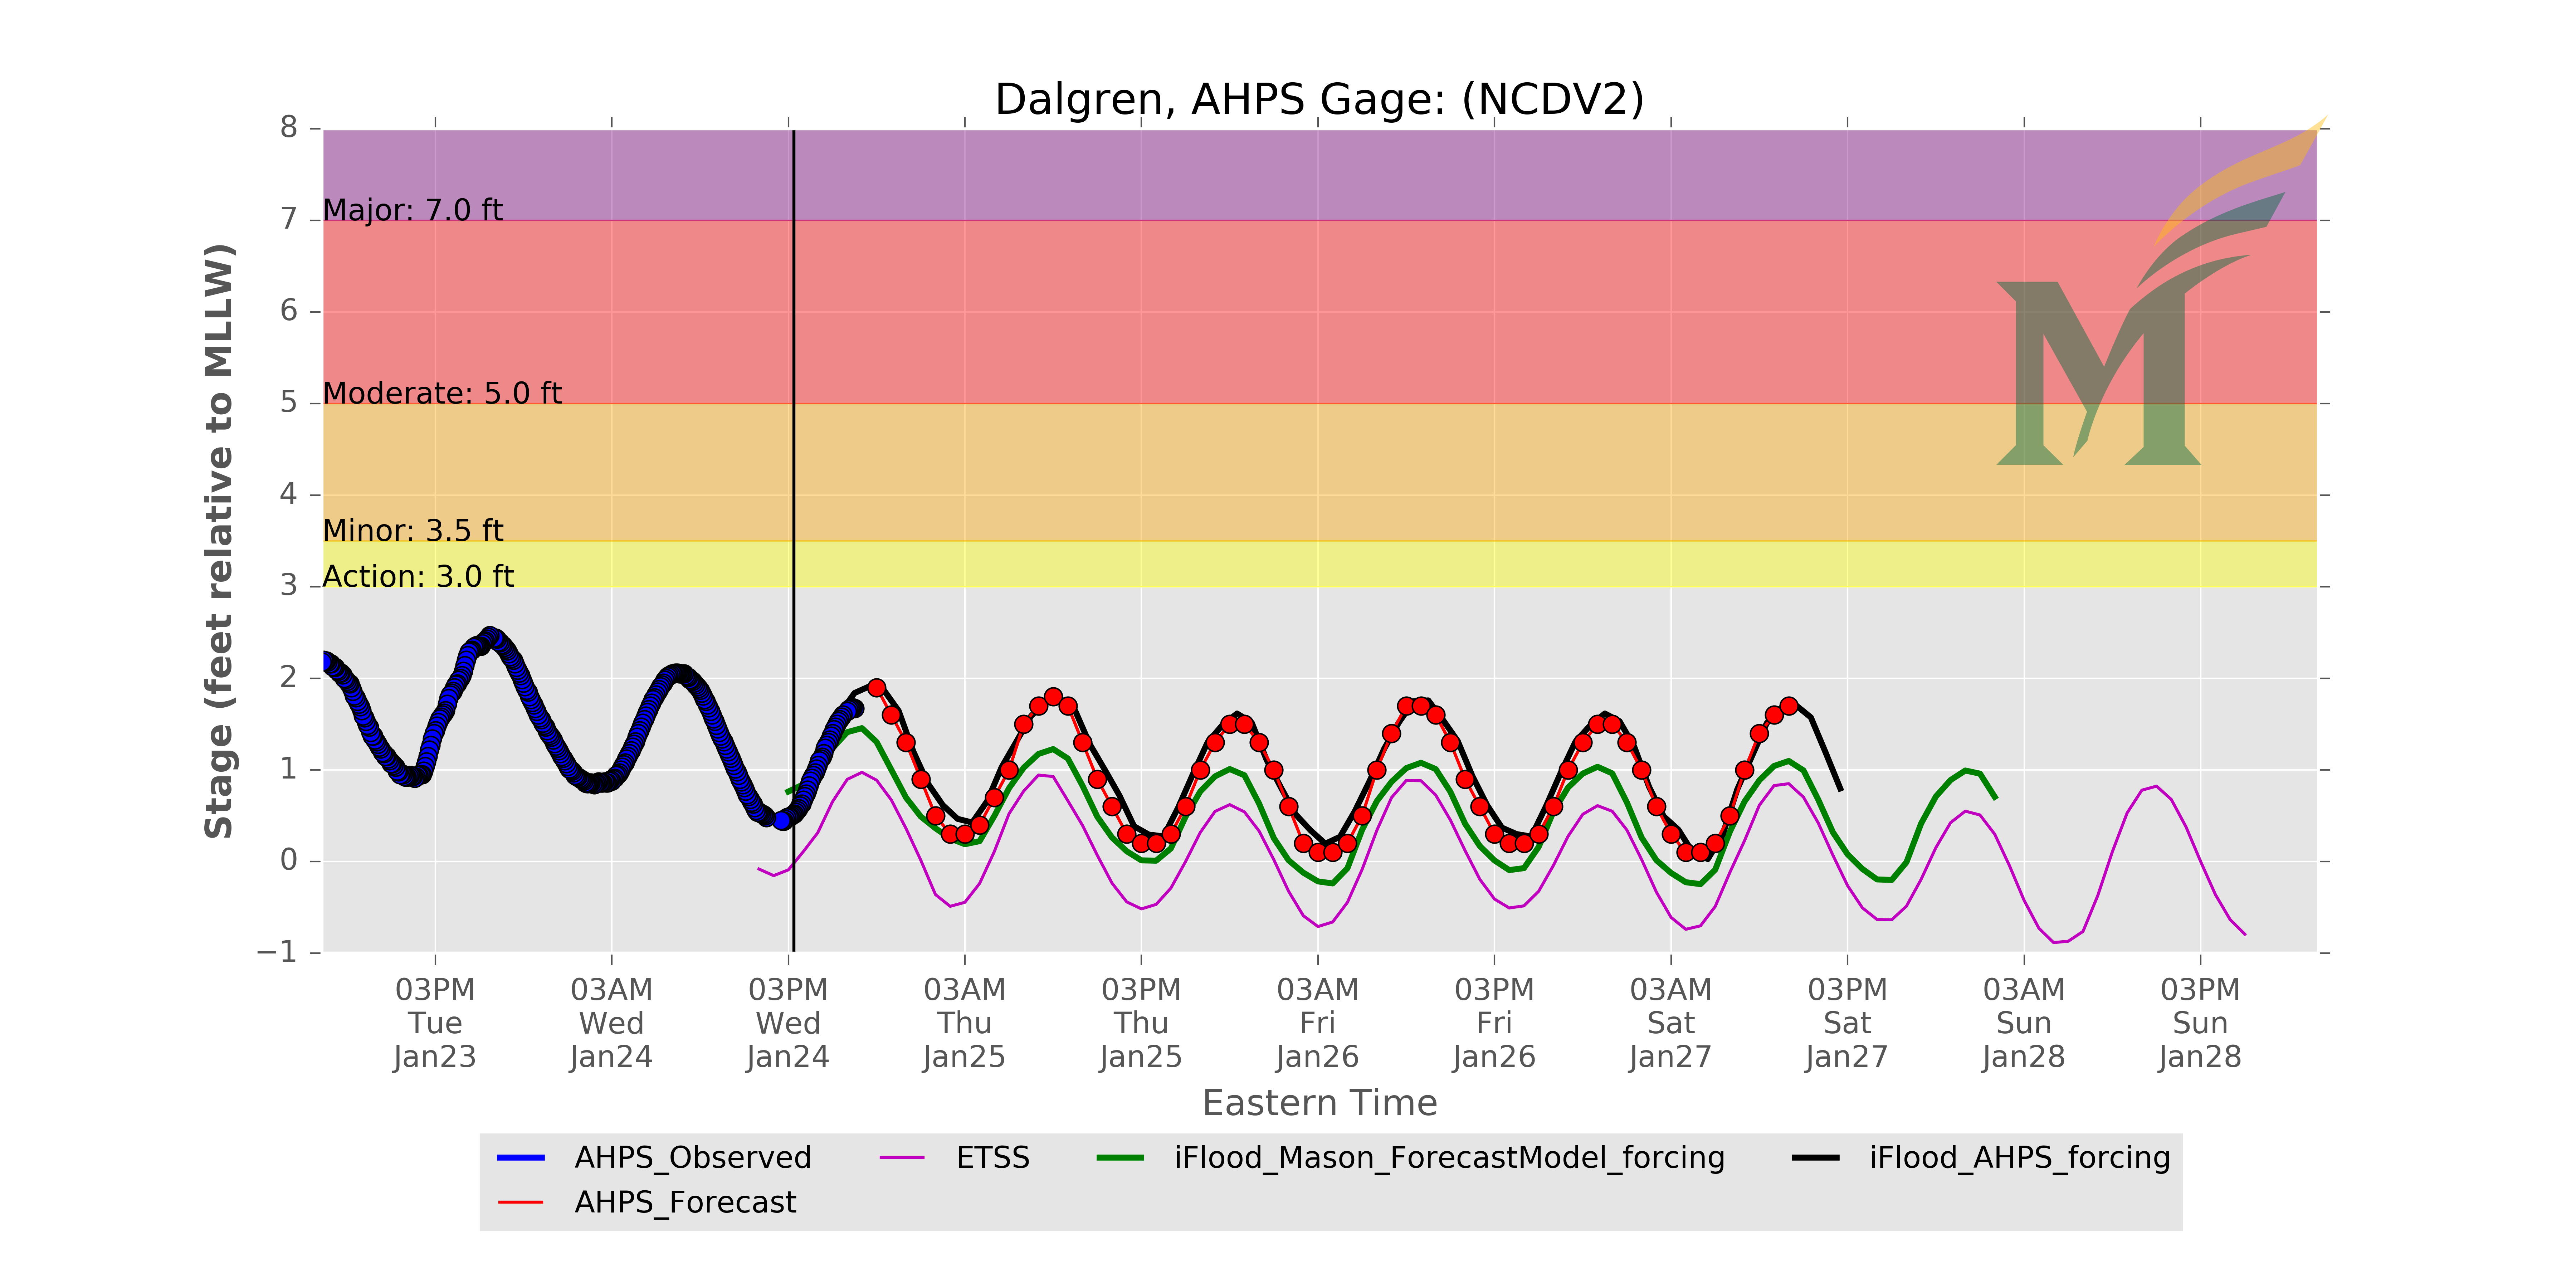 Dalgren, AHPS Gage: (NCDV2)
8
7
6
5
4
3
2
1
0
−1
Stage (feet relative to MLLW)
Major: 7.0 ft
Moderate: 5.0 ft
Minor: 3.5 ft
Action: 3.0 ft
M
03PM 03AM 03PM 03AM 03PM 03AM 03PM 03AM 03PM 03AM 03PM
Tue Wed Wed Thu Thu Fri Fri Sat Sat Sun Sun
Jan23 Jan24 Jan24 Jan25 Jan25 Jan26 Jan26 Jan27 Jan27 Jan28 Jan28
Eastern Time
AHPS_Observed ETSS iFlood_Mason_ForecastModel_forcing iFlood_AHPS_forcing
AHPS_Forecast